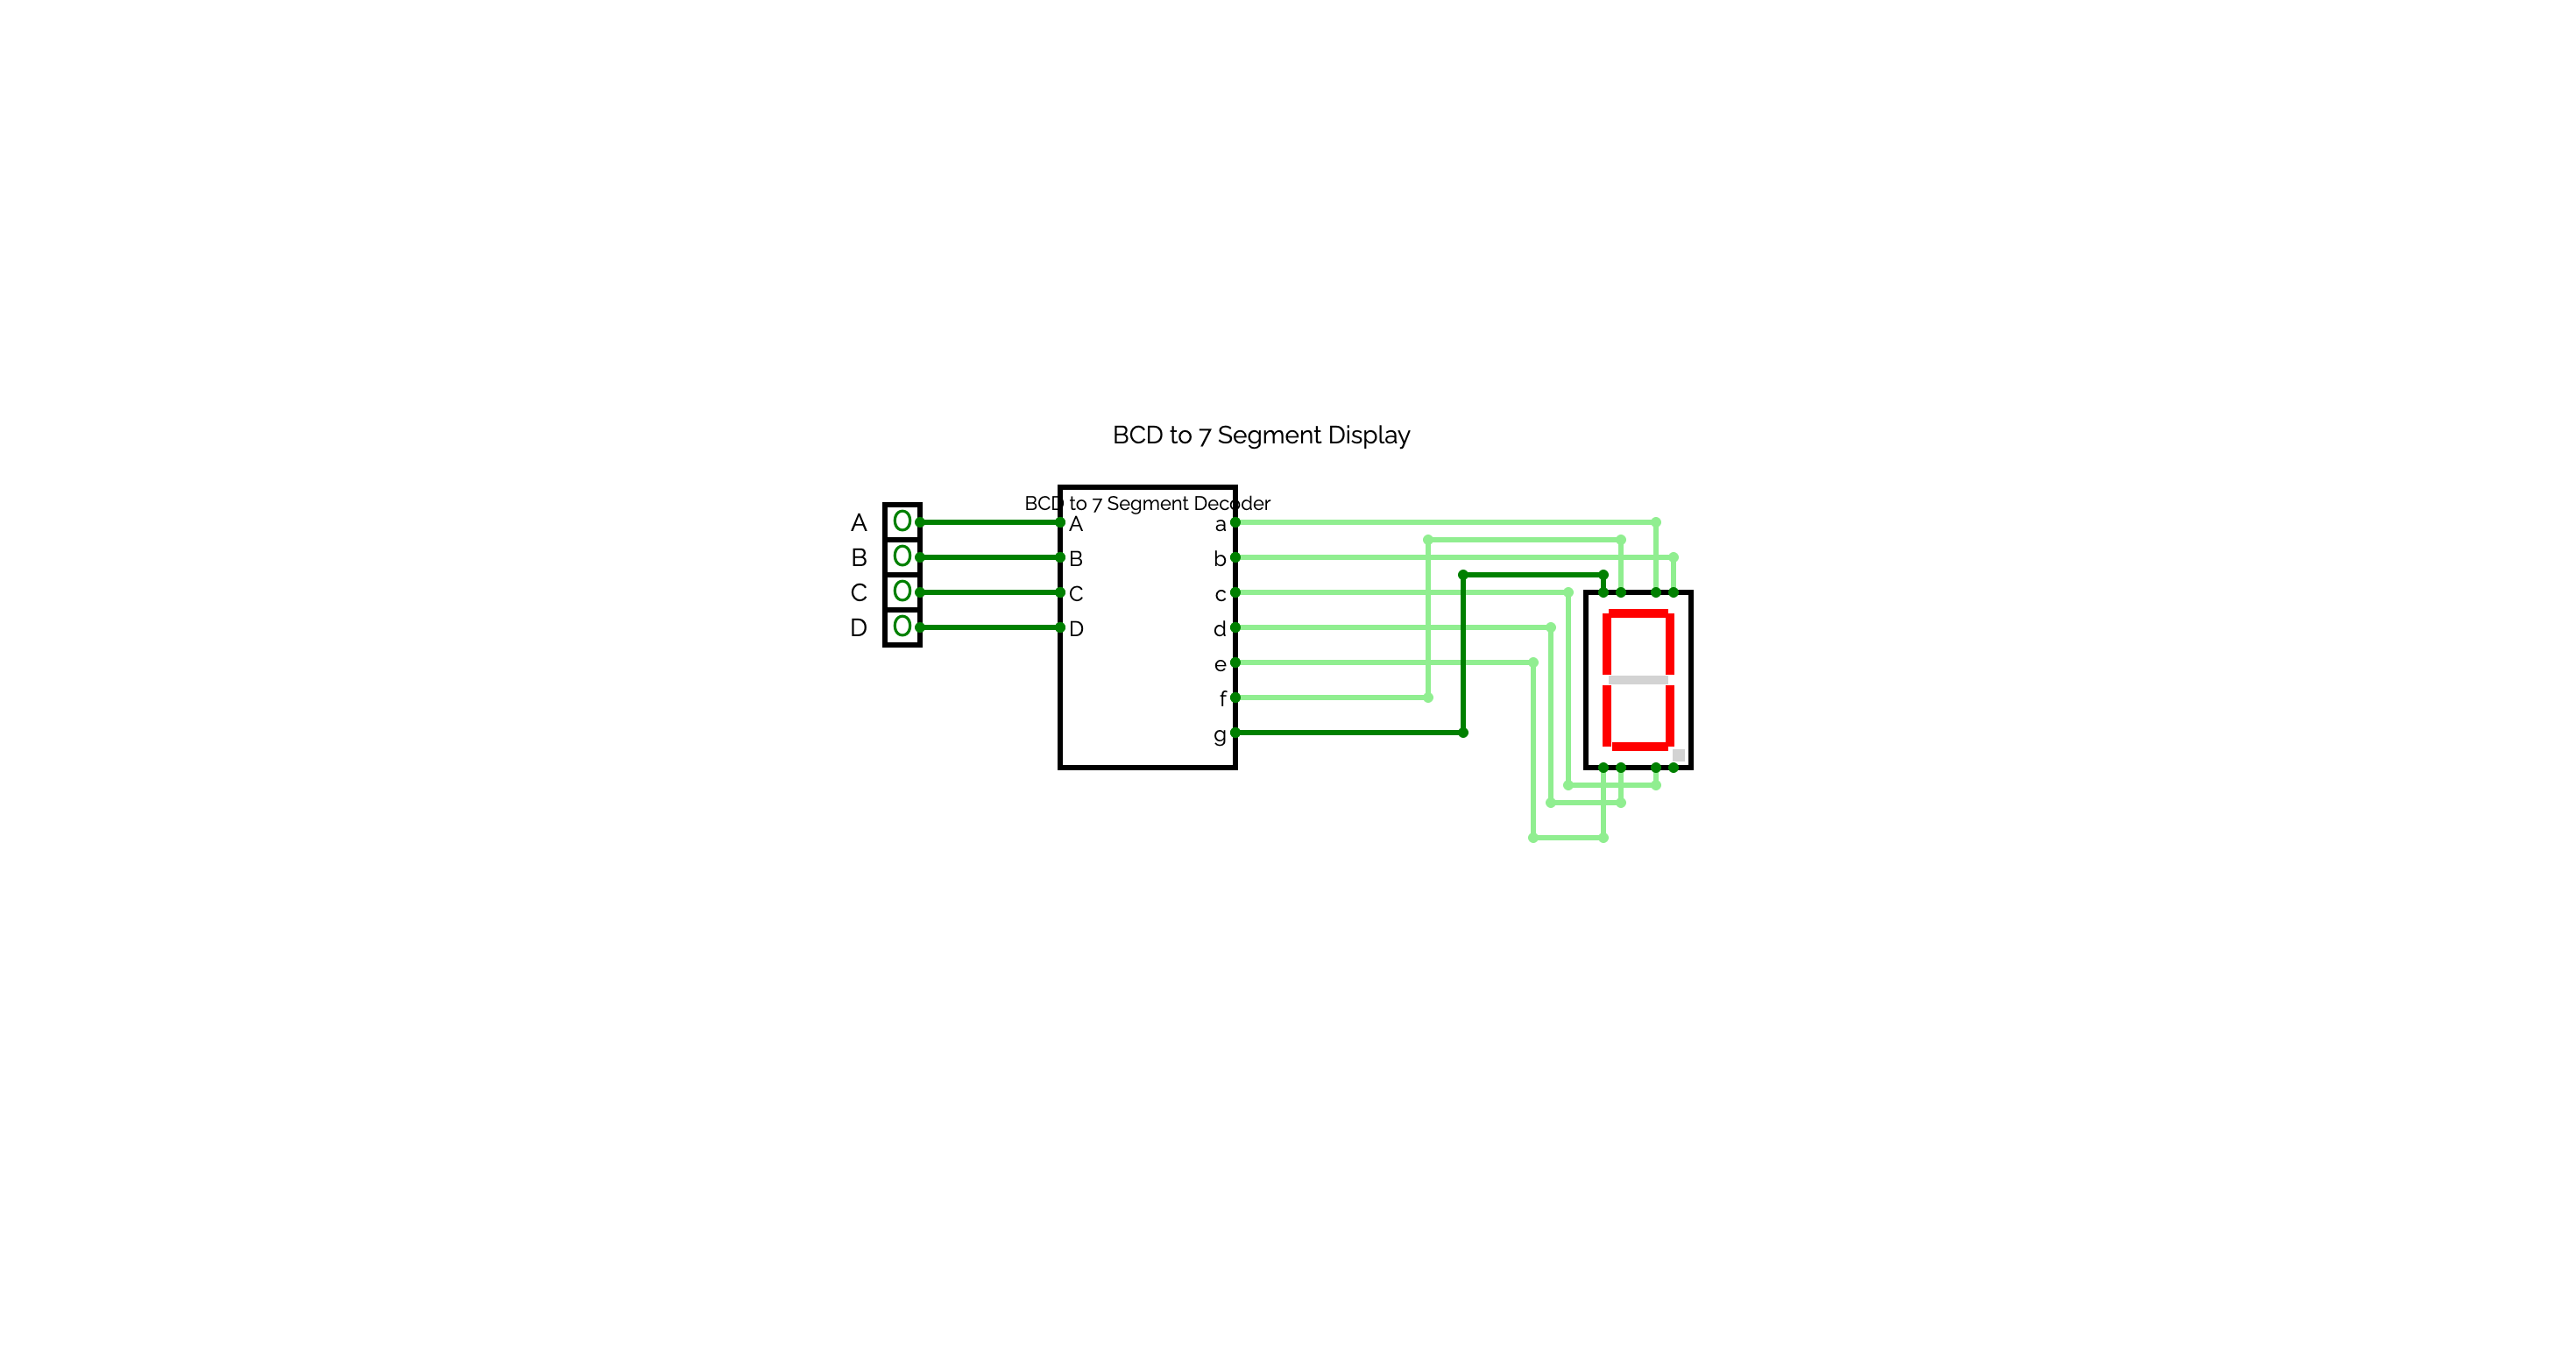 BCD to 7 Segment Display
BCD to 7 Segment Decoder
A 0 A a
B 0 B b
C 0 C c
D 0 D d
e
f
g